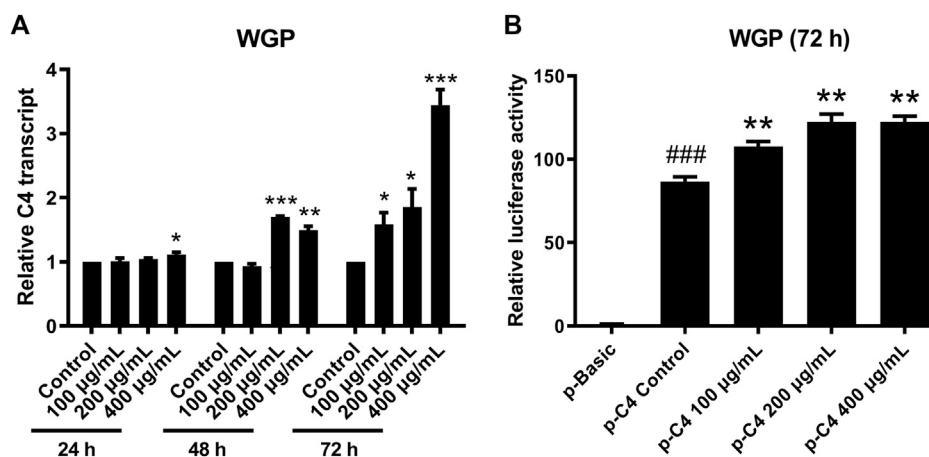 A
WGP
Relative C4 transcript
4
3
2
1
0
*
***
**
*
*
***
Control
100 µg/mL
200 µg/mL
400 µg/mL
Control
100 µg/mL
200 µg/mL
400 µg/mL
Control
100 µg/mL
200 µg/mL
400 µg/mL
24 h
48 h
72 h
B
WGP (72 h)
Relative luciferase activity
150
100
50
0
###
**
**
**
p-Basic
p-C4 Control
p-C4 100 µg/mL
p-C4 200 µg/mL
p-C4 400 µg/mL